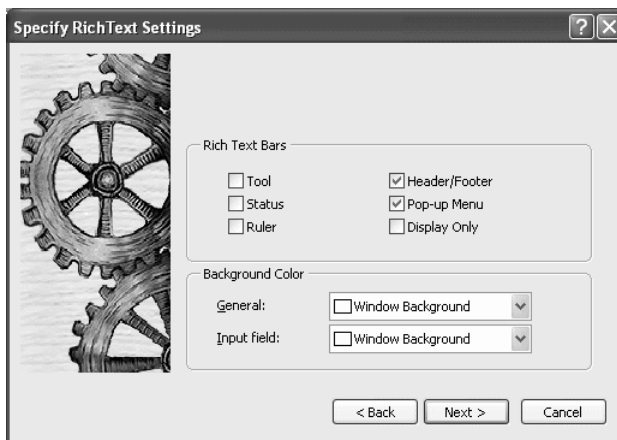 Specify RichText Settings
Rich Text Bars
Tool
Header/Footer
Status
Pop-up Menu
Ruler
Display Only
Background Color
General:
Window Background
Input field:
Window Background
< Back
Next >
Cancel